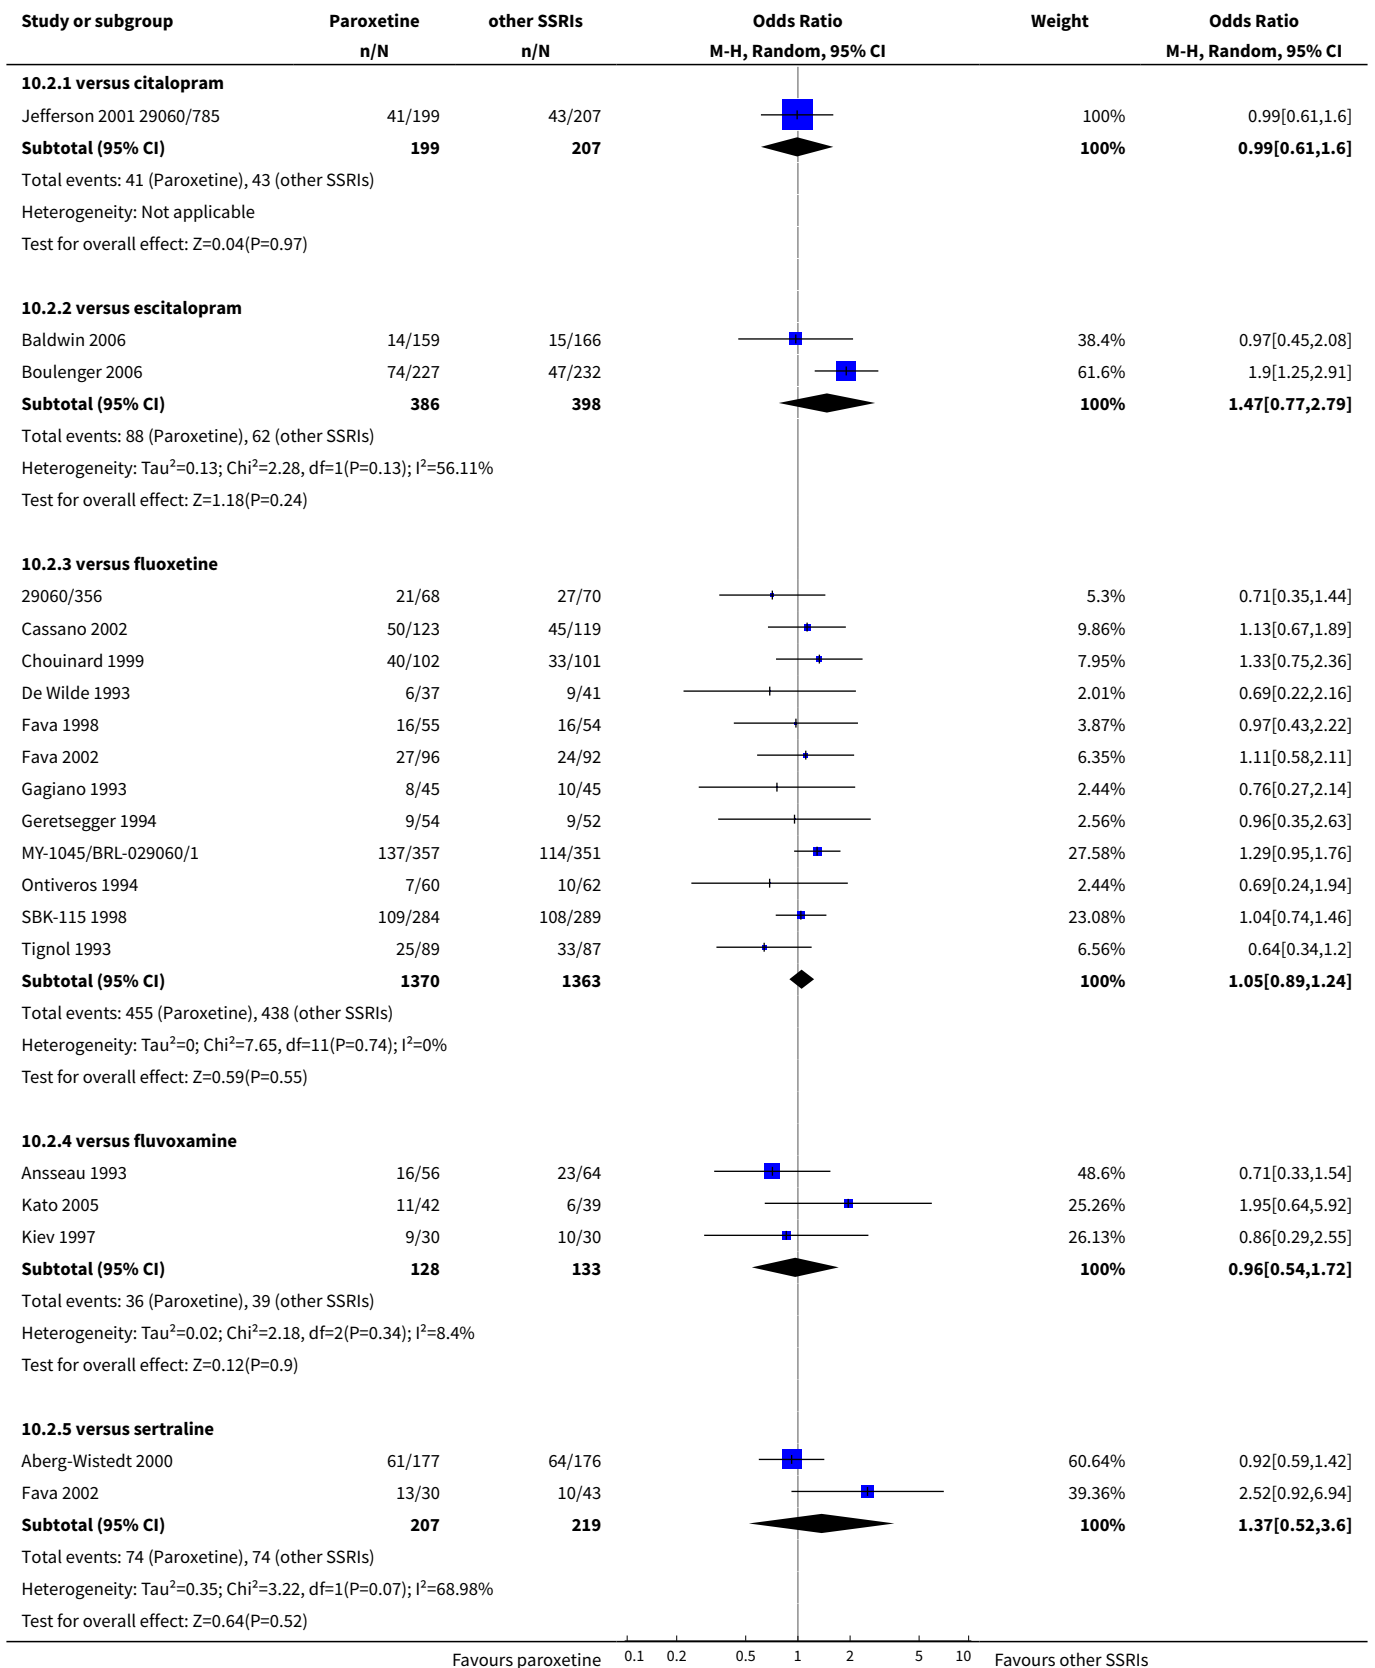 Study or subgroup Paroxetine other SSRIs Odds Ratio Weight Odds Ratio
n/N n/N M-H, Random, 95% CI M-H, Random, 95% CI
10.2.1 versus citalopram
Jefferson 2001 29060/785 41/199 43/207 100% 0.99[0.61,1.6]
Subtotal (95% CI) 199 207 100% 0.99[0.61,1.6]
Total events: 41 (Paroxetine), 43 (other SSRIs)
Heterogeneity: Not applicable
Test for overall effect: Z=0.04(P=0.97)
10.2.2 versus escitalopram
Baldwin 2006 14/159 15/166 38.4% 0.97[0.45,2.08]
Boulenger 2006 74/227 47/232 61.6% 1.9[1.25,2.91]
Subtotal (95% CI) 386 398 100% 1.47[0.77,2.79]
Total events: 88 (Paroxetine), 62 (other SSRIs)
Heterogeneity: Tau²=0.13; Chi²=2.28, df=1(P=0.13); I²=56.11%
Test for overall effect: Z=1.18(P=0.24)
10.2.3 versus fluoxetine
29060/356 21/68 27/70 5.3% 0.71[0.35,1.44]
Cassano 2002 50/123 45/119 9.86% 1.13[0.67,1.89]
Chouinard 1999 40/102 33/101 7.95% 1.33[0.75,2.36]
De Wilde 1993 6/37 9/41 2.01% 0.69[0.22,2.16]
Fava 1998 16/55 16/54 3.87% 0.97[0.43,2.22]
Fava 2002 27/96 24/92 6.35% 1.11[0.58,2.11]
Gagiano 1993 8/45 10/45 2.44% 0.76[0.27,2.14]
Geretsegger 1994 9/54 9/52 2.56% 0.96[0.35,2.63]
MY-1045/BRL-029060/1 137/357 114/351 27.58% 1.29[0.95,1.76]
Ontiveros 1994 7/60 10/62 2.44% 0.69[0.24,1.94]
SBK-115 1998 109/284 108/289 23.08% 1.04[0.74,1.46]
Tignol 1993 25/89 33/87 6.56% 0.64[0.34,1.2]
Subtotal (95% CI) 1370 1363 100% 1.05[0.89,1.24]
Total events: 455 (Paroxetine), 438 (other SSRIs)
Heterogeneity: Tau²=0; Chi²=7.65, df=11(P=0.74); I²=0%
Test for overall effect: Z=0.59(P=0.55)
10.2.4 versus fluvoxamine
Ansseau 1993 16/56 23/64 48.6% 0.71[0.33,1.54]
Kato 2005 11/42 6/39 25.26% 1.95[0.64,5.92]
Kiev 1997 9/30 10/30 26.13% 0.86[0.29,2.55]
Subtotal (95% CI) 128 133 100% 0.96[0.54,1.72]
Total events: 36 (Paroxetine), 39 (other SSRIs)
Heterogeneity: Tau²=0.02; Chi²=2.18, df=2(P=0.34); I²=8.4%
Test for overall effect: Z=0.12(P=0.9)
10.2.5 versus sertraline
Aberg-Wistedt 2000 61/177 64/176 60.64% 0.92[0.59,1.42]
Fava 2002 13/30 10/43 39.36% 2.52[0.92,6.94]
Subtotal (95% CI) 207 219 100% 1.37[0.52,3.6]
Total events: 74 (Paroxetine), 74 (other SSRIs)
Heterogeneity: Tau²=0.35; Chi²=3.22, df=1(P=0.07); I²=68.98%
Test for overall effect: Z=0.64(P=0.52)
Favours paroxetine 0.1 0.2 0.5 1 2 5 10 Favours other SSRIs